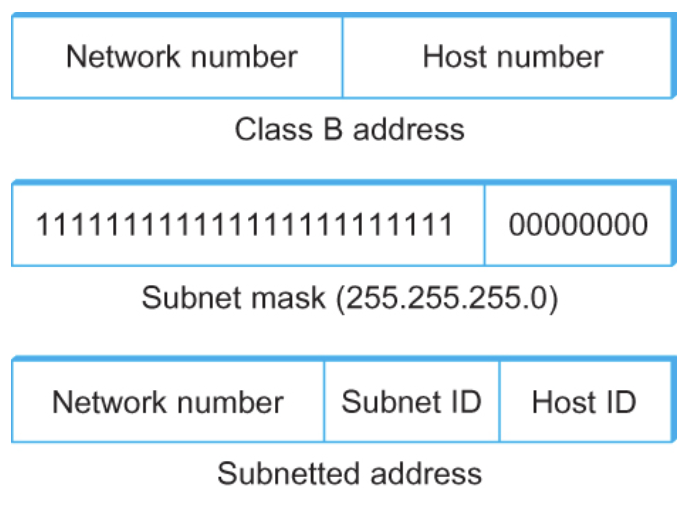 Network number Host number
Class B address
111111111111111111111111 00000000
Subnet mask (255.255.255.0)
Network number Subnet ID Host ID
Subnetted address